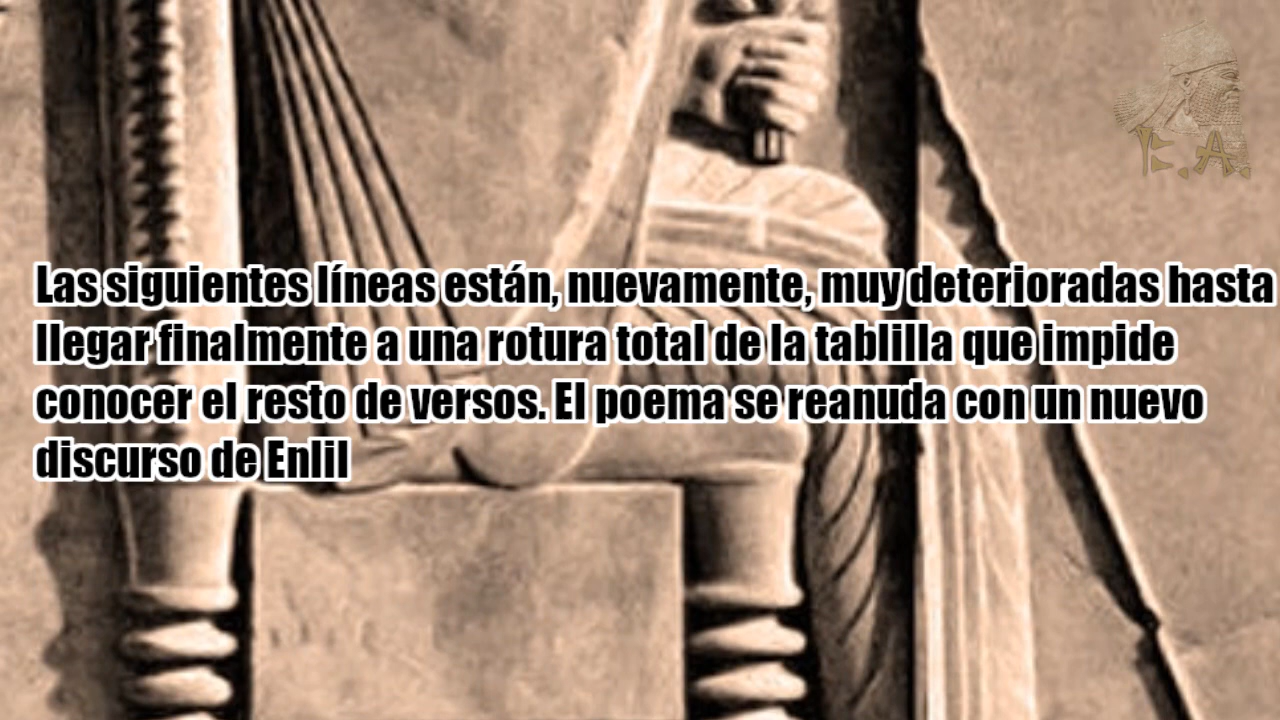 E.A.
Las siguientes líneas están, nuevamente, muy deterioradas hasta
llegar finalmente a una rotura total de la tablilla que impide
conocer el resto de versos. El poema se reanuda con un nuevo
discurso de Enlil